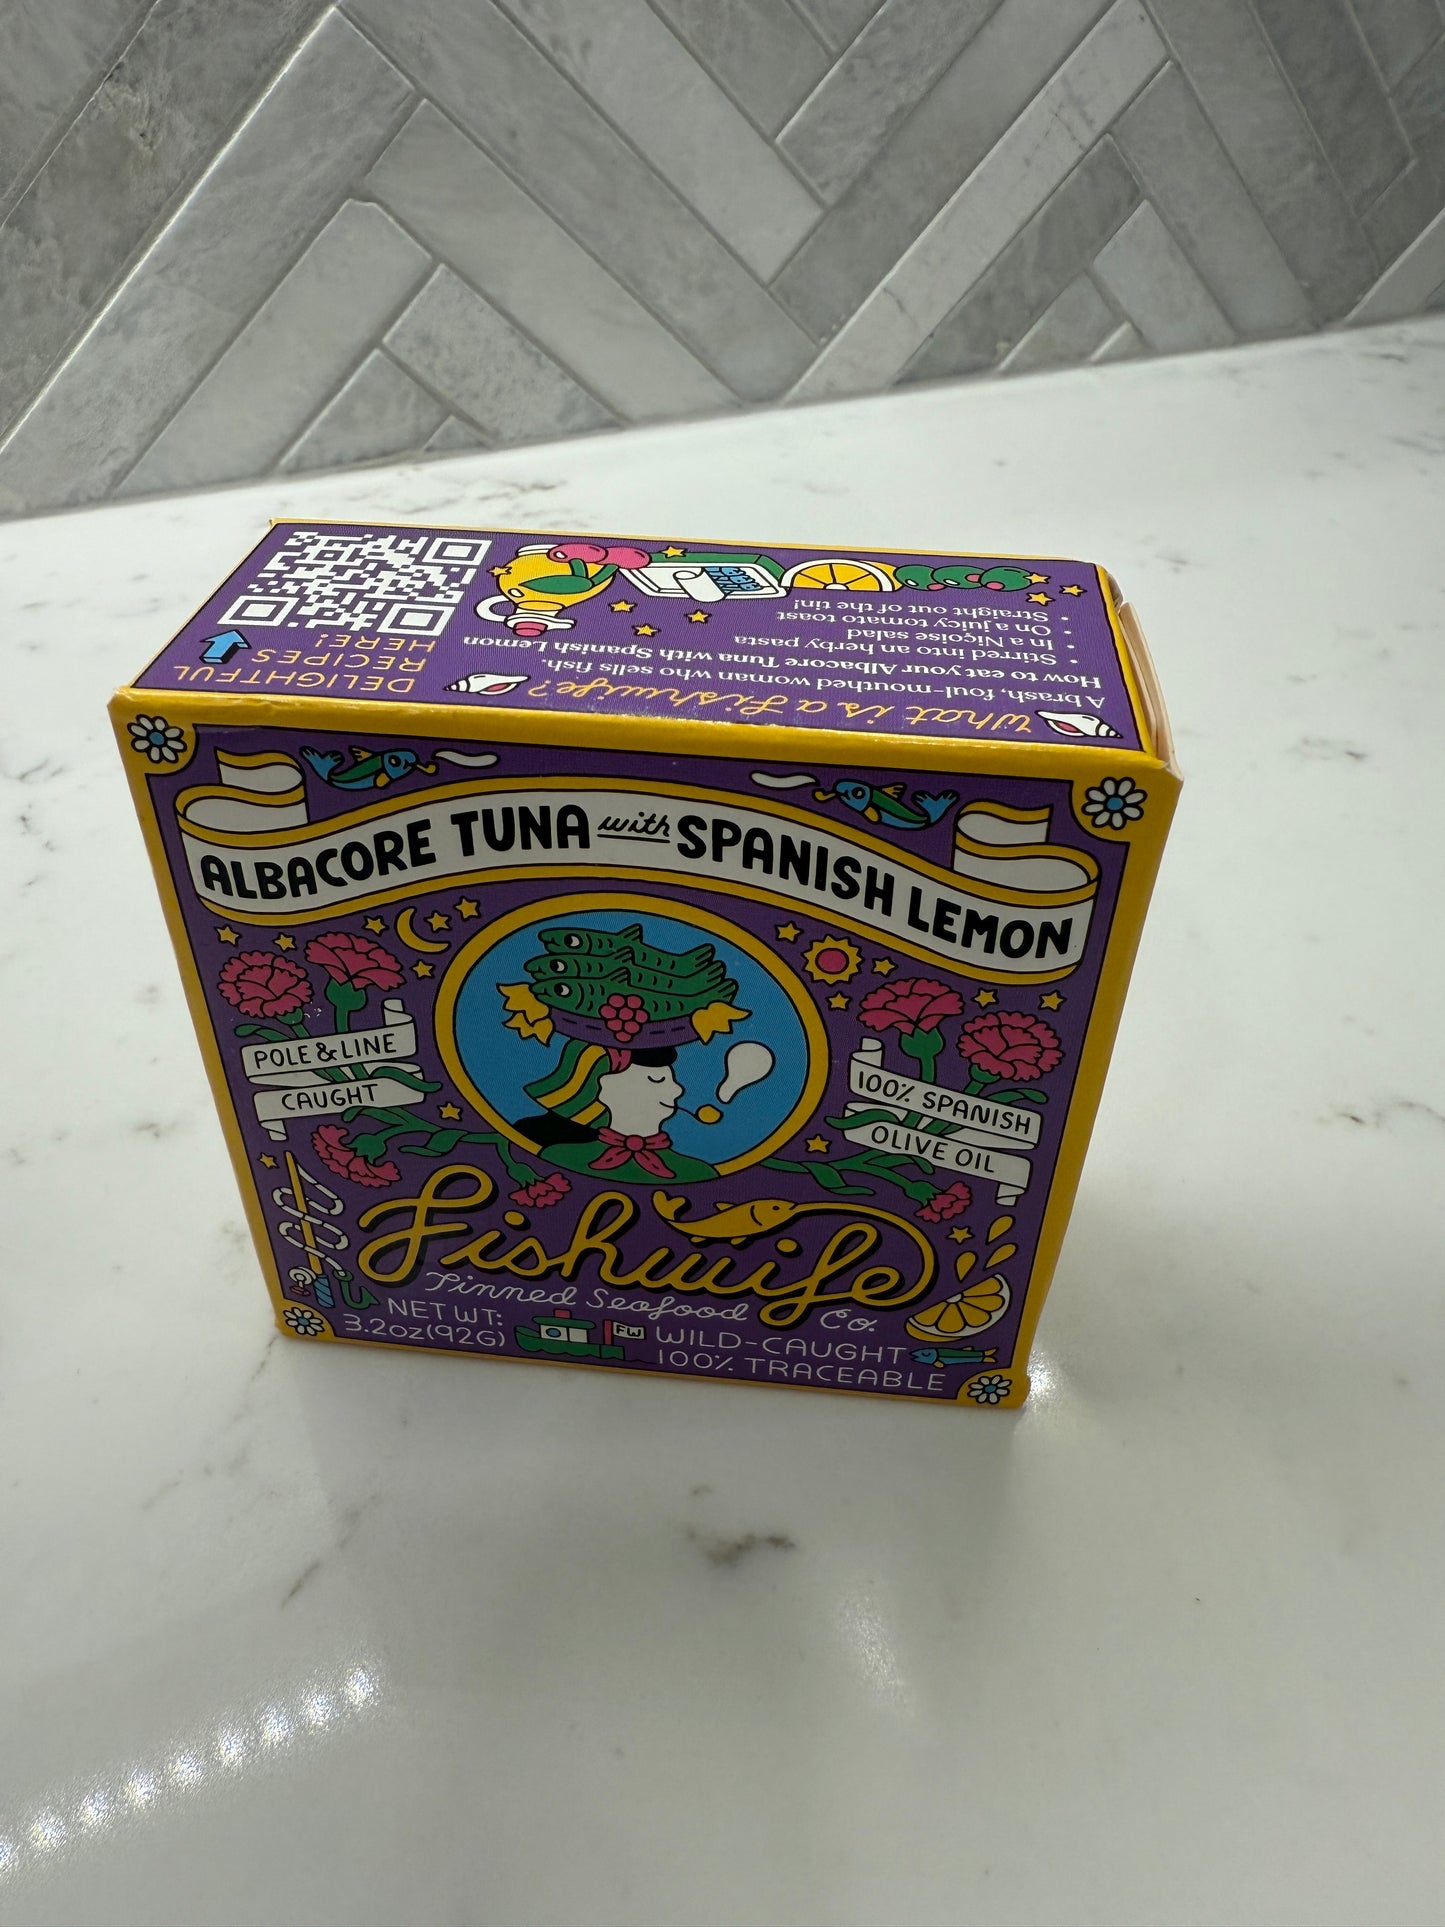 DELIGHTFUL
RECIPES
HERE!
What is a Fishwife?
A brash, foul-mouthed woman who sells fish.
How to eat your Albacore Tuna with Spanish Lemon
• Stirred into an herby pasta
• In a Niçoise salad
• On a juicy tomato toast
• Straight out of the tin!
ALBACORE TUNA with SPANISH LEMON
POLE & LINE
CAUGHT
100% SPANISH
OLIVE OIL
Fishwife
Tinned Seafood Co.
NET WT:
3.2oz(92G)
FW
WILD-CAUGHT
100% TRACEABLE